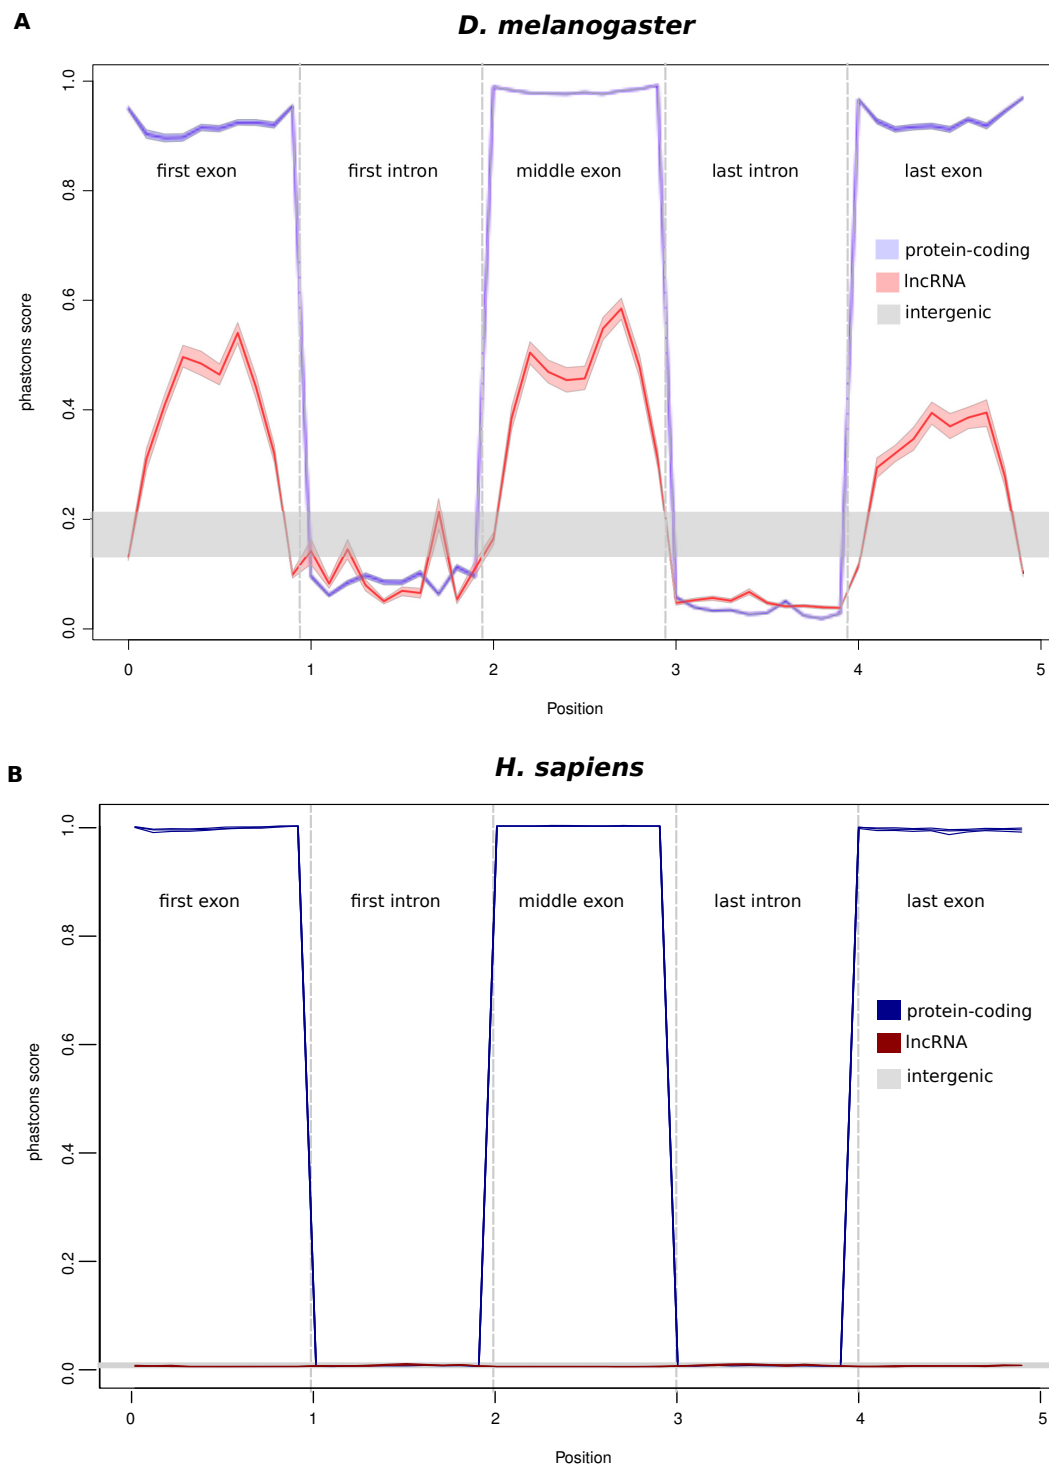 A
D. melanogaster
1.0
0.8
0.6
0.4
0.2
0.0
phastcons score
first exon
first intron
middle exon
last intron
last exon
protein-coding
lncRNA
intergenic
0 1 2 3 4 5
Position
B
H. sapiens
1.0
0.8
0.6
0.4
0.2
0.0
phastcons score
first exon
first intron
middle exon
last intron
last exon
protein-coding
lncRNA
intergenic
0 1 2 3 4 5
Position